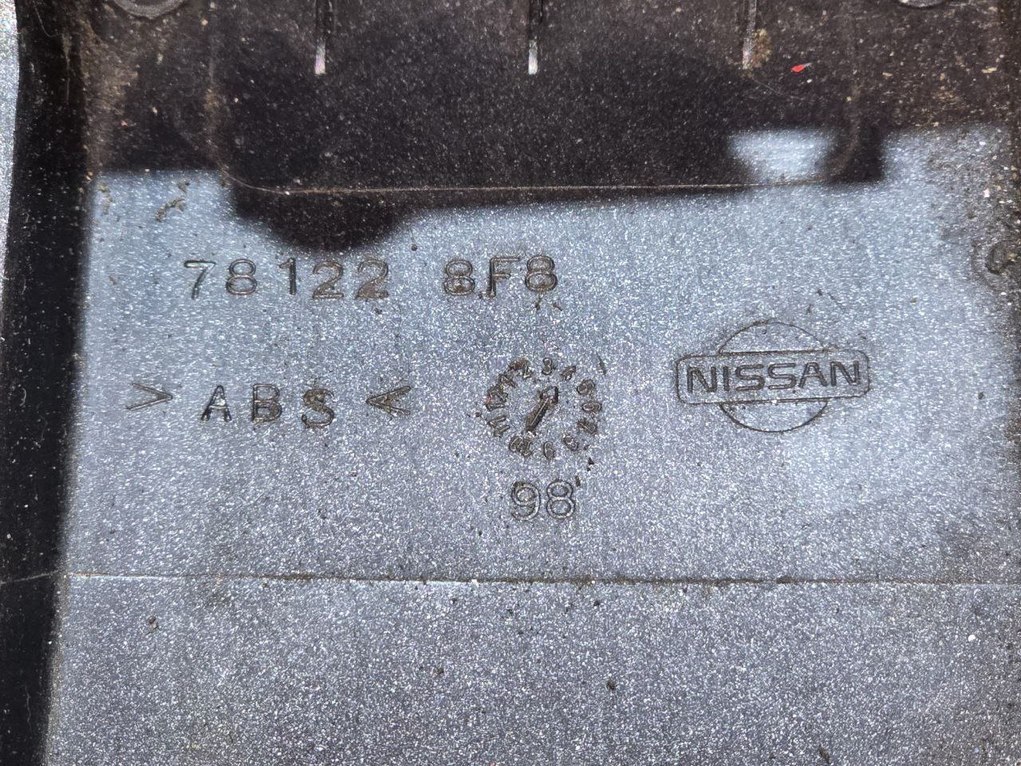 78122 8F8
> ABS <
NISSAN
98